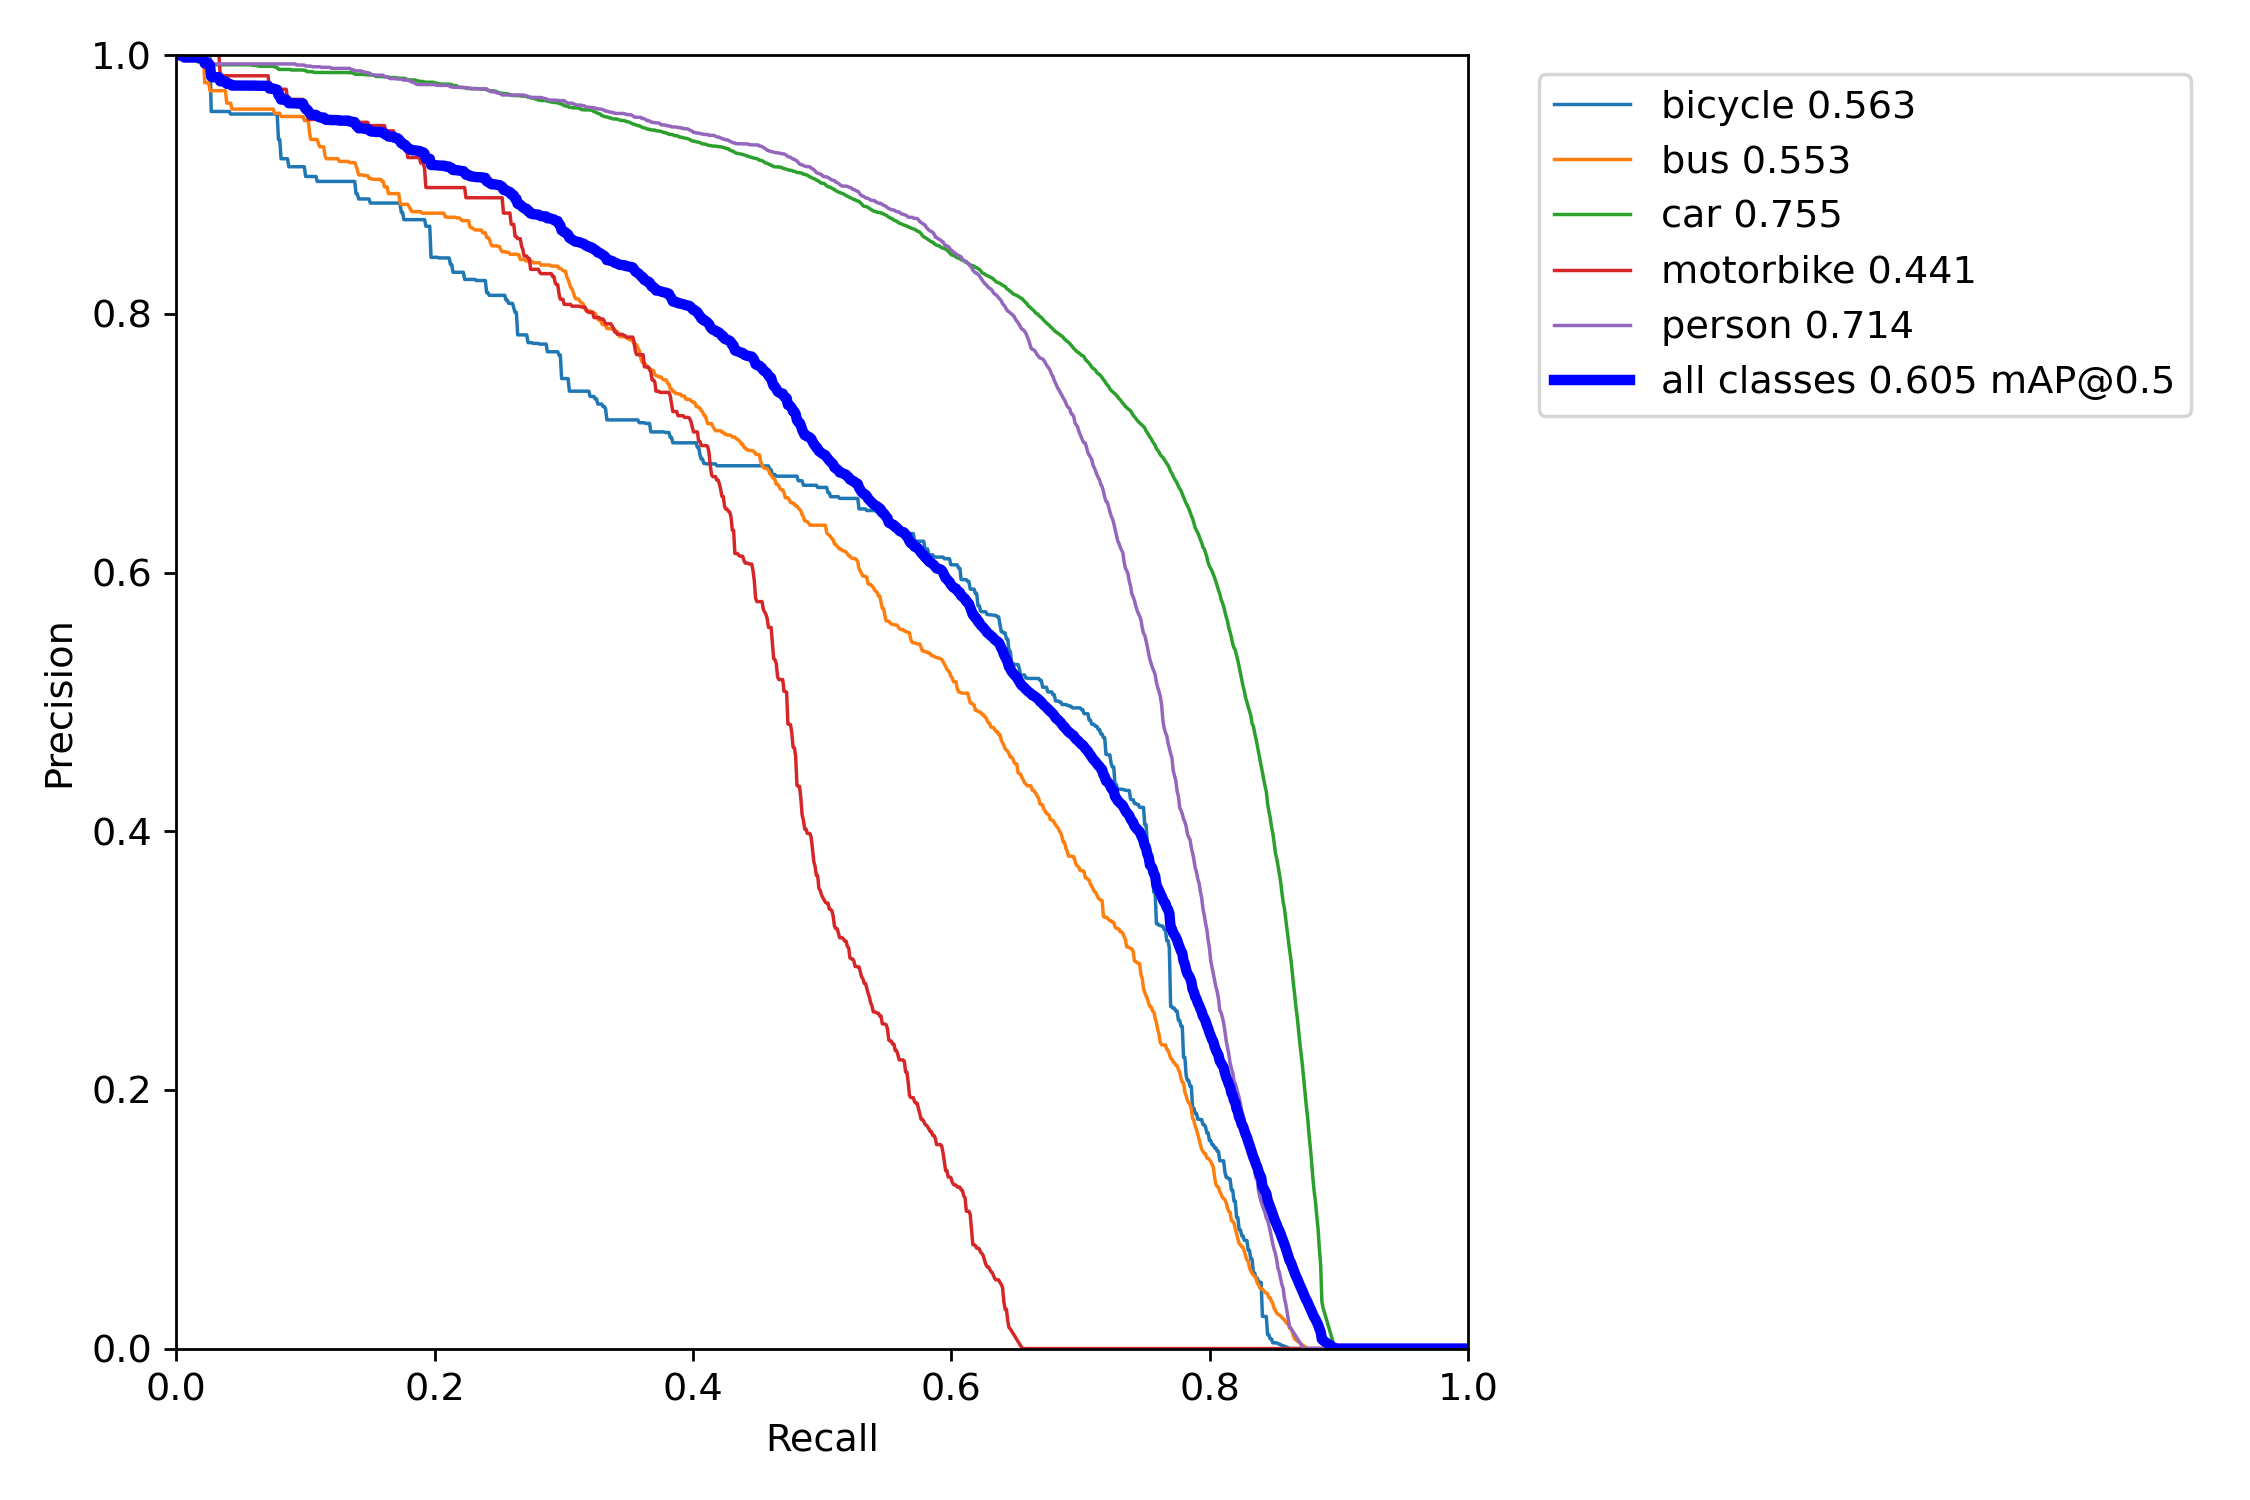 1.0
0.8
0.6
0.4
0.2
0.0
0.0 0.2 0.4 0.6 0.8 1.0
Precision
Recall
bicycle 0.563
bus 0.553
car 0.755
motorbike 0.441
person 0.714
all classes 0.605 mAP@0.5